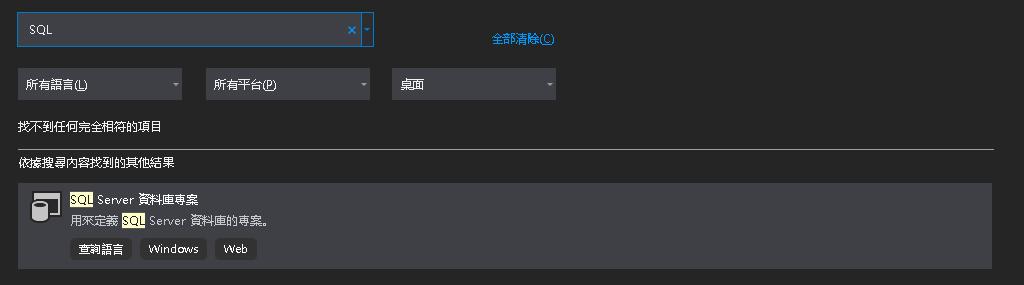 SQL
全部清除(C)
所有語言(L) 所有平台(P) 桌面
找不到任何完全相符的項目
依據搜尋內容找到的其他結果
SQL Server 資料庫專案
用來定義 SQL Server 資料庫的專案。
查詢語言 Windows Web